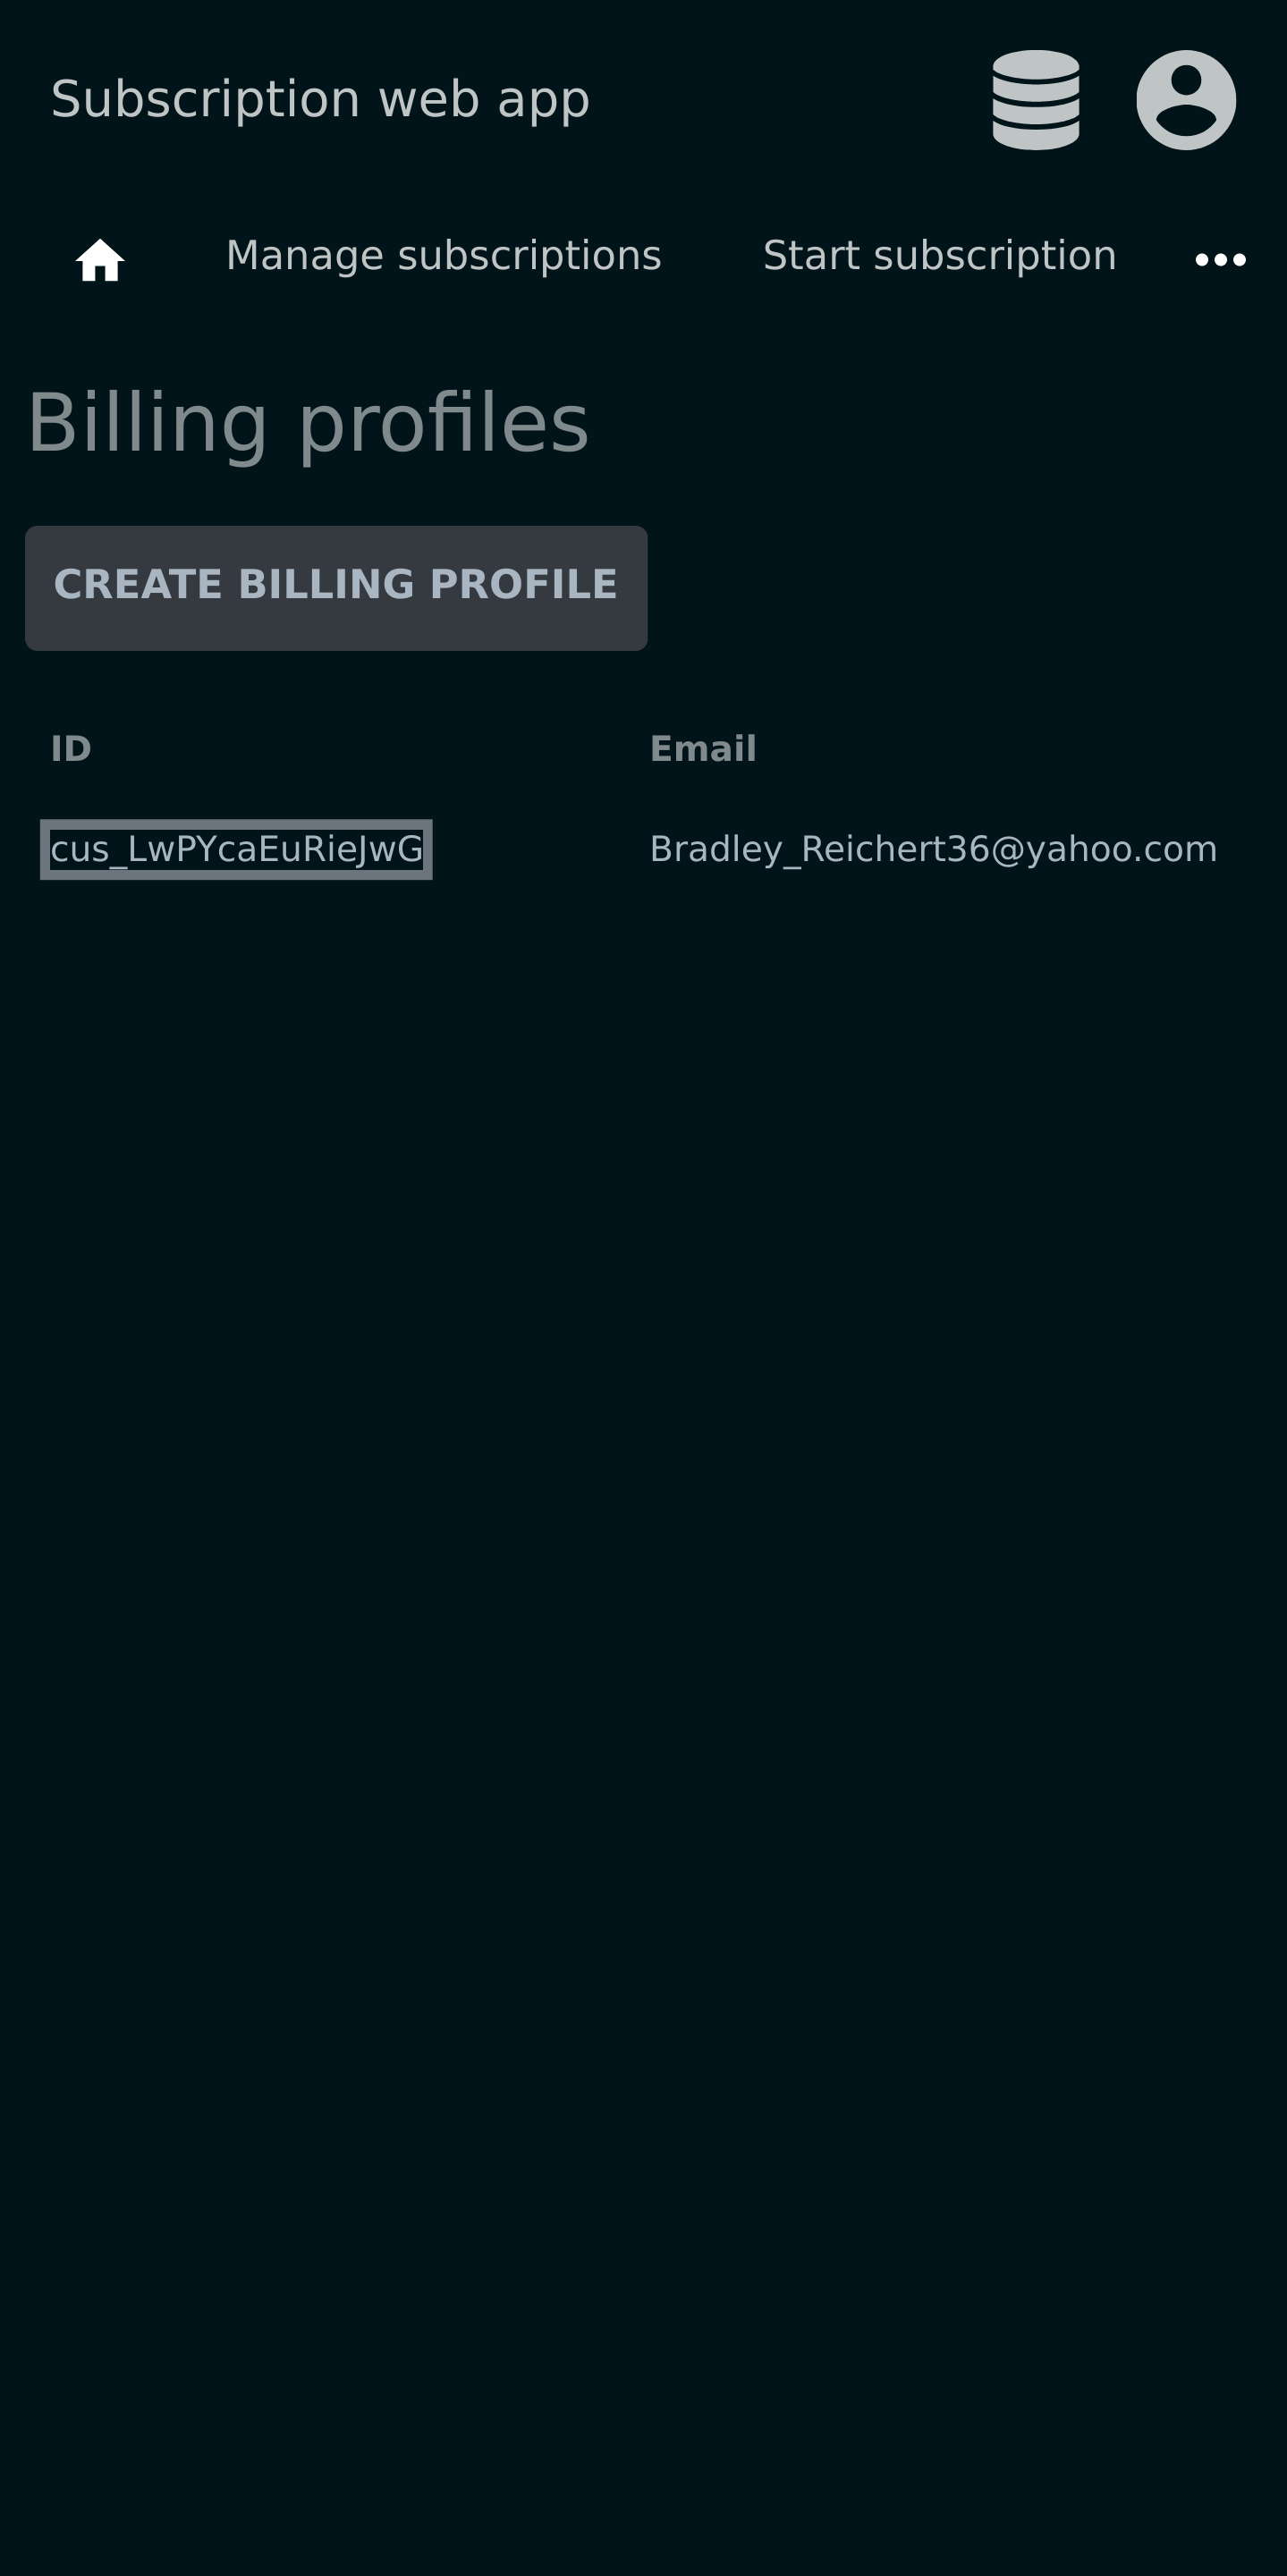 Subscription web app
Manage subscriptions Start subscription
Billing profiles
CREATE BILLING PROFILE
ID Email
cus_LwPYcaEuRieJwG Bradley_Reichert36@yahoo.com